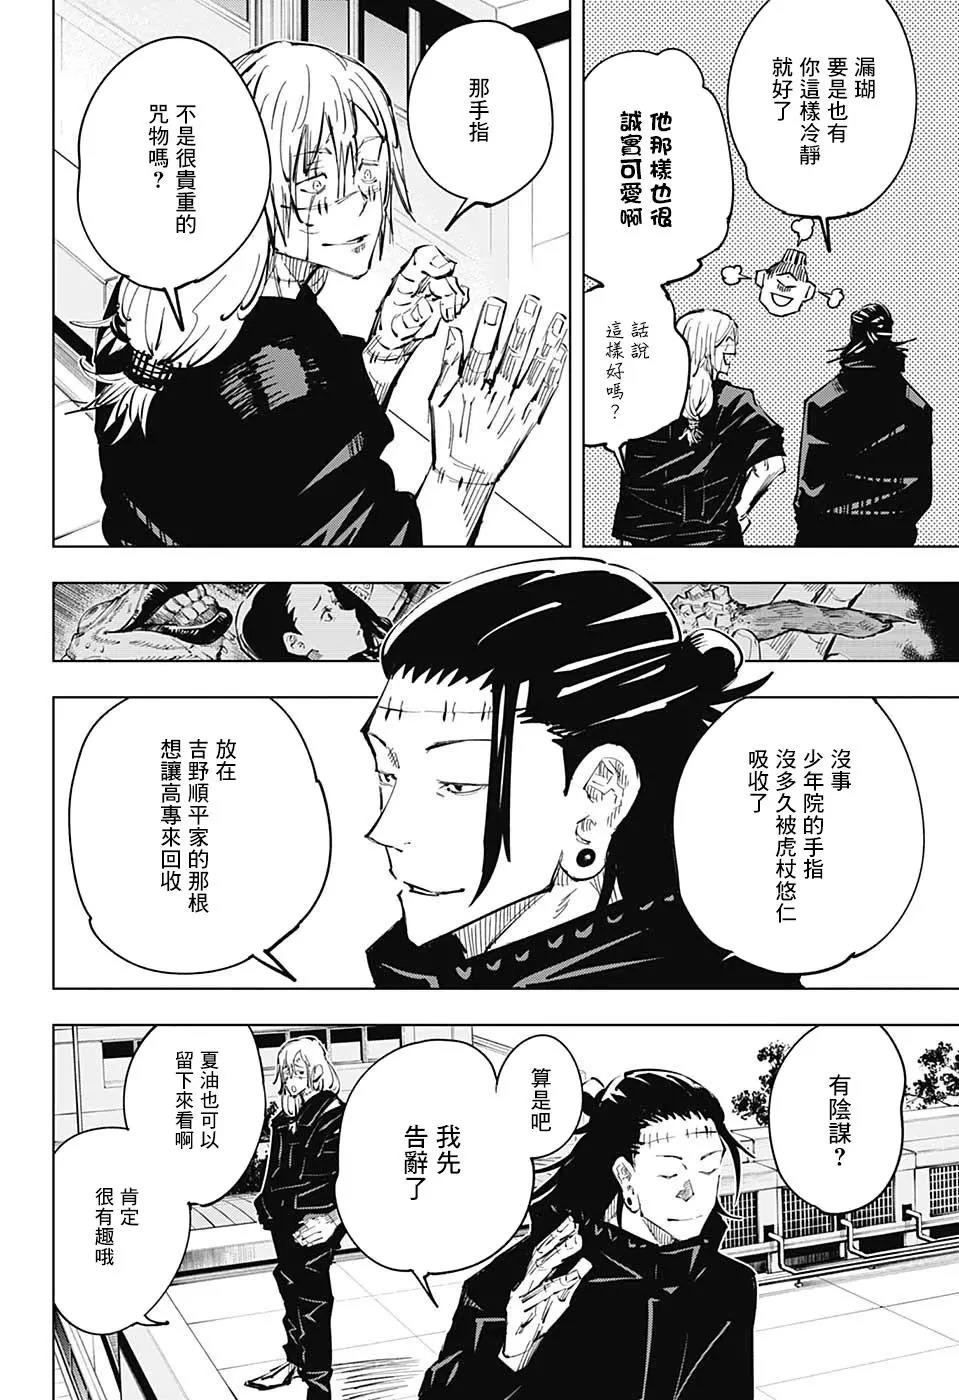 漏瑚
要是也有
你這樣冷靜
就好了
他那樣也很
誠實可愛啊
話說
這樣好嗎？
那手指
不是很貴重的
咒物嗎？
沒事
少年院的手指
沒多久被虎杖悠仁
吸收了
放在
吉野順平家的那根
想讓高專來回收
有陰謀？
算是吧
我先
告辭了
夏油也可以
留下來看啊
肯定
很有趣哦